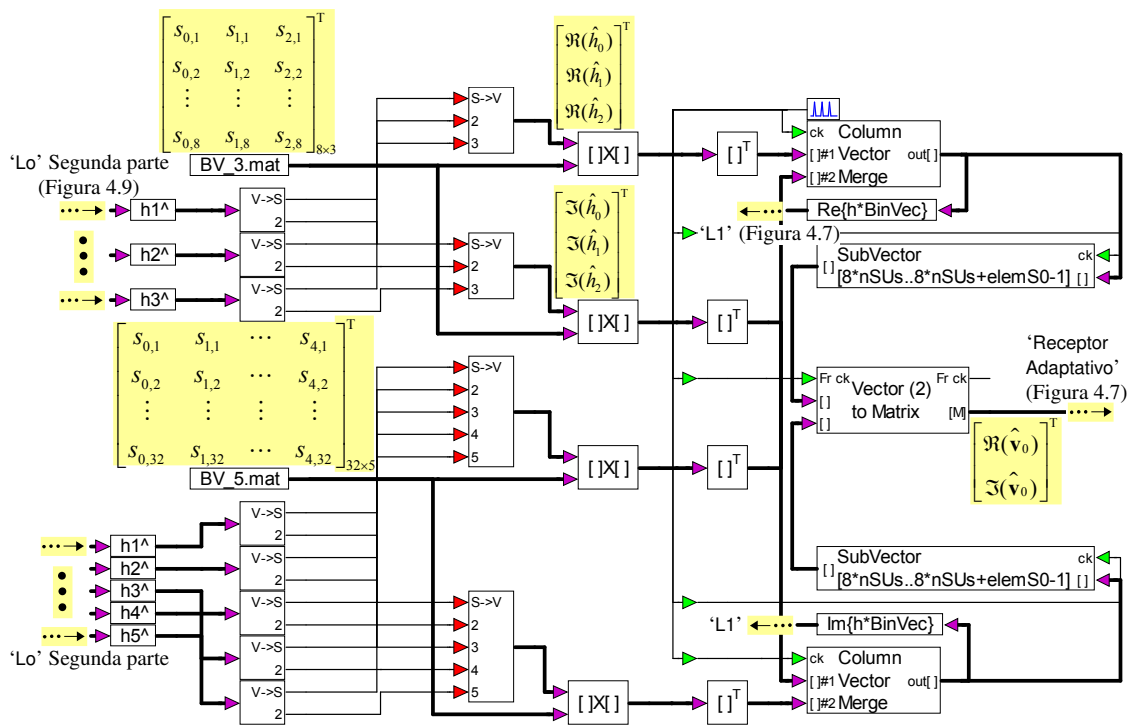 s0,1 s1,1 s2,1
s0,2 s1,2 s2,2
⋮ ⋮ ⋮
s0,8 s1,8 s2,8
T
8×3
BV_3.mat
'Lo' Segunda parte
(Figura 4.9)
h1^
h2^
h3^
V->S
2
V->S
2
V->S
2
S->V
2
3
S->V
2
3
ℜ(ĥ0)
ℜ(ĥ1)
ℜ(ĥ2)
T
[ ]X[ ]
[ ]T
ℑ(ĥ0)
ℑ(ĥ1)
ℑ(ĥ2)
T
[ ]X[ ]
[ ]T
ck Column
[ ]#1 Vector out[ ]
[ ]#2 Merge
Re{h*BinVec}
'L1' (Figura 4.7)
SubVector ck
[ ] [8*nSUs..8*nSUs+elemS0-1] [ ]
s0,1 s1,1 ⋯ s4,1
s0,2 s1,2 ⋯ s4,2
⋮ ⋮ ⋮ ⋮
s0,32 s1,32 ⋯ s4,32
T
32×5
BV_5.mat
S->V
2
3
4
5
[ ]X[ ]
[ ]T
Fr ck Fr ck
[ ] Vector (2)
[ ] to Matrix [M]
'Receptor
Adaptativo'
(Figura 4.7)
ℜ(v̂0)
ℑ(v̂0)
T
h1^
h2^
h3^
h4^
h5^
'Lo' Segunda parte
V->S
2
V->S
2
V->S
2
V->S
2
V->S
2
S->V
2
3
4
5
[ ]X[ ]
[ ]T
SubVector ck
[ ] [8*nSUs..8*nSUs+elemS0-1] [ ]
'L1'
Im{h*BinVec}
ck Column
[ ]#1 Vector out[ ]
[ ]#2 Merge